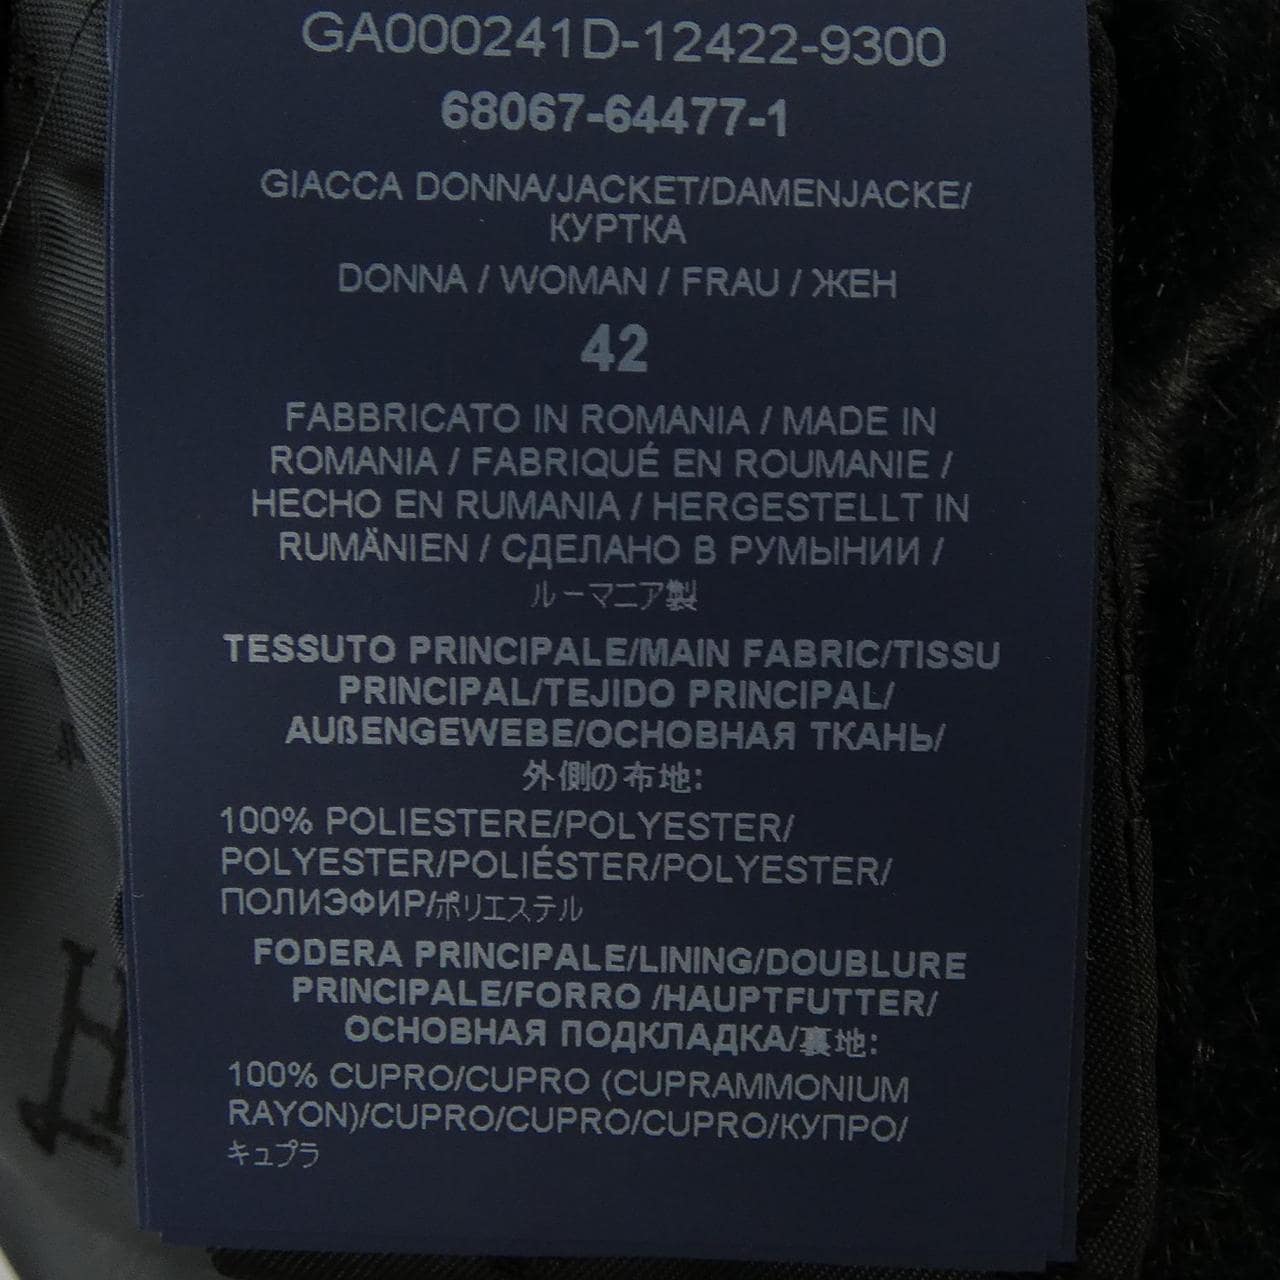 GA000241D-12422-9300
68067-64477-1
GIACCA DONNA/JACKET/DAMENJACKE/
КУРТКА
DONNA / WOMAN / FRAU / ЖЕН
42
FABBRICATO IN ROMANIA / MADE IN
ROMANIA / FABRIQUÉ EN ROUMANIE /
HECHO EN RUMANIA / HERGESTELLT IN
RUMÄNIEN / СДЕЛАНО В РУМЫНИИ /
ルーマニア製
TESSUTO PRINCIPALE/MAIN FABRIC/TISSU
PRINCIPAL/TEJIDO PRINCIPAL/
AUßENGEWEBE/ОСНОВНАЯ ТКАНЬ/
外側の布地:
100% POLIESTERE/POLYESTER/
POLYESTER/POLIÉSTER/POLYESTER/
ПОЛИЭФИР/ポリエステル
FODERA PRINCIPALE/LINING/DOUBLURE
PRINCIPALE/FORRO /HAUPTFUTTER/
ОСНОВНАЯ ПОДКЛАДКА/裏地:
100% CUPRO/CUPRO (CUPRAMMONIUM
RAYON)/CUPRO/CUPRO/CUPRO/КУПРО/
キュプラ